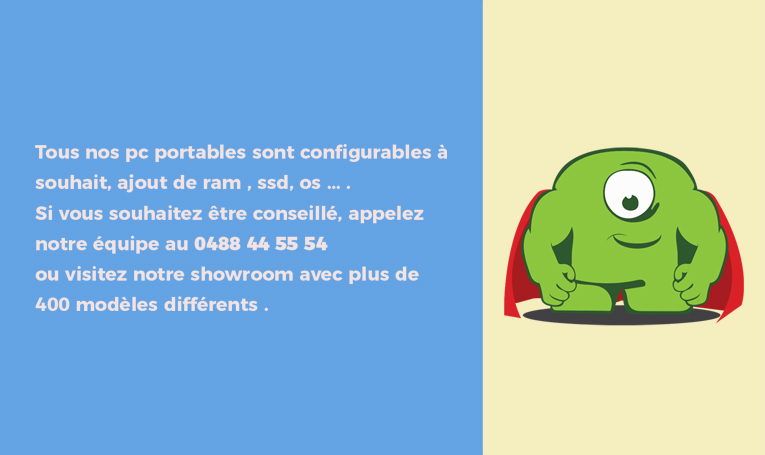 Tous nos pc portables sont configurables à
souhait, ajout de ram , ssd, os ... .
Si vous souhaitez être conseillé, appelez
notre équipe au 0488 44 55 54
ou visitez notre showroom avec plus de
400 modèles différents .